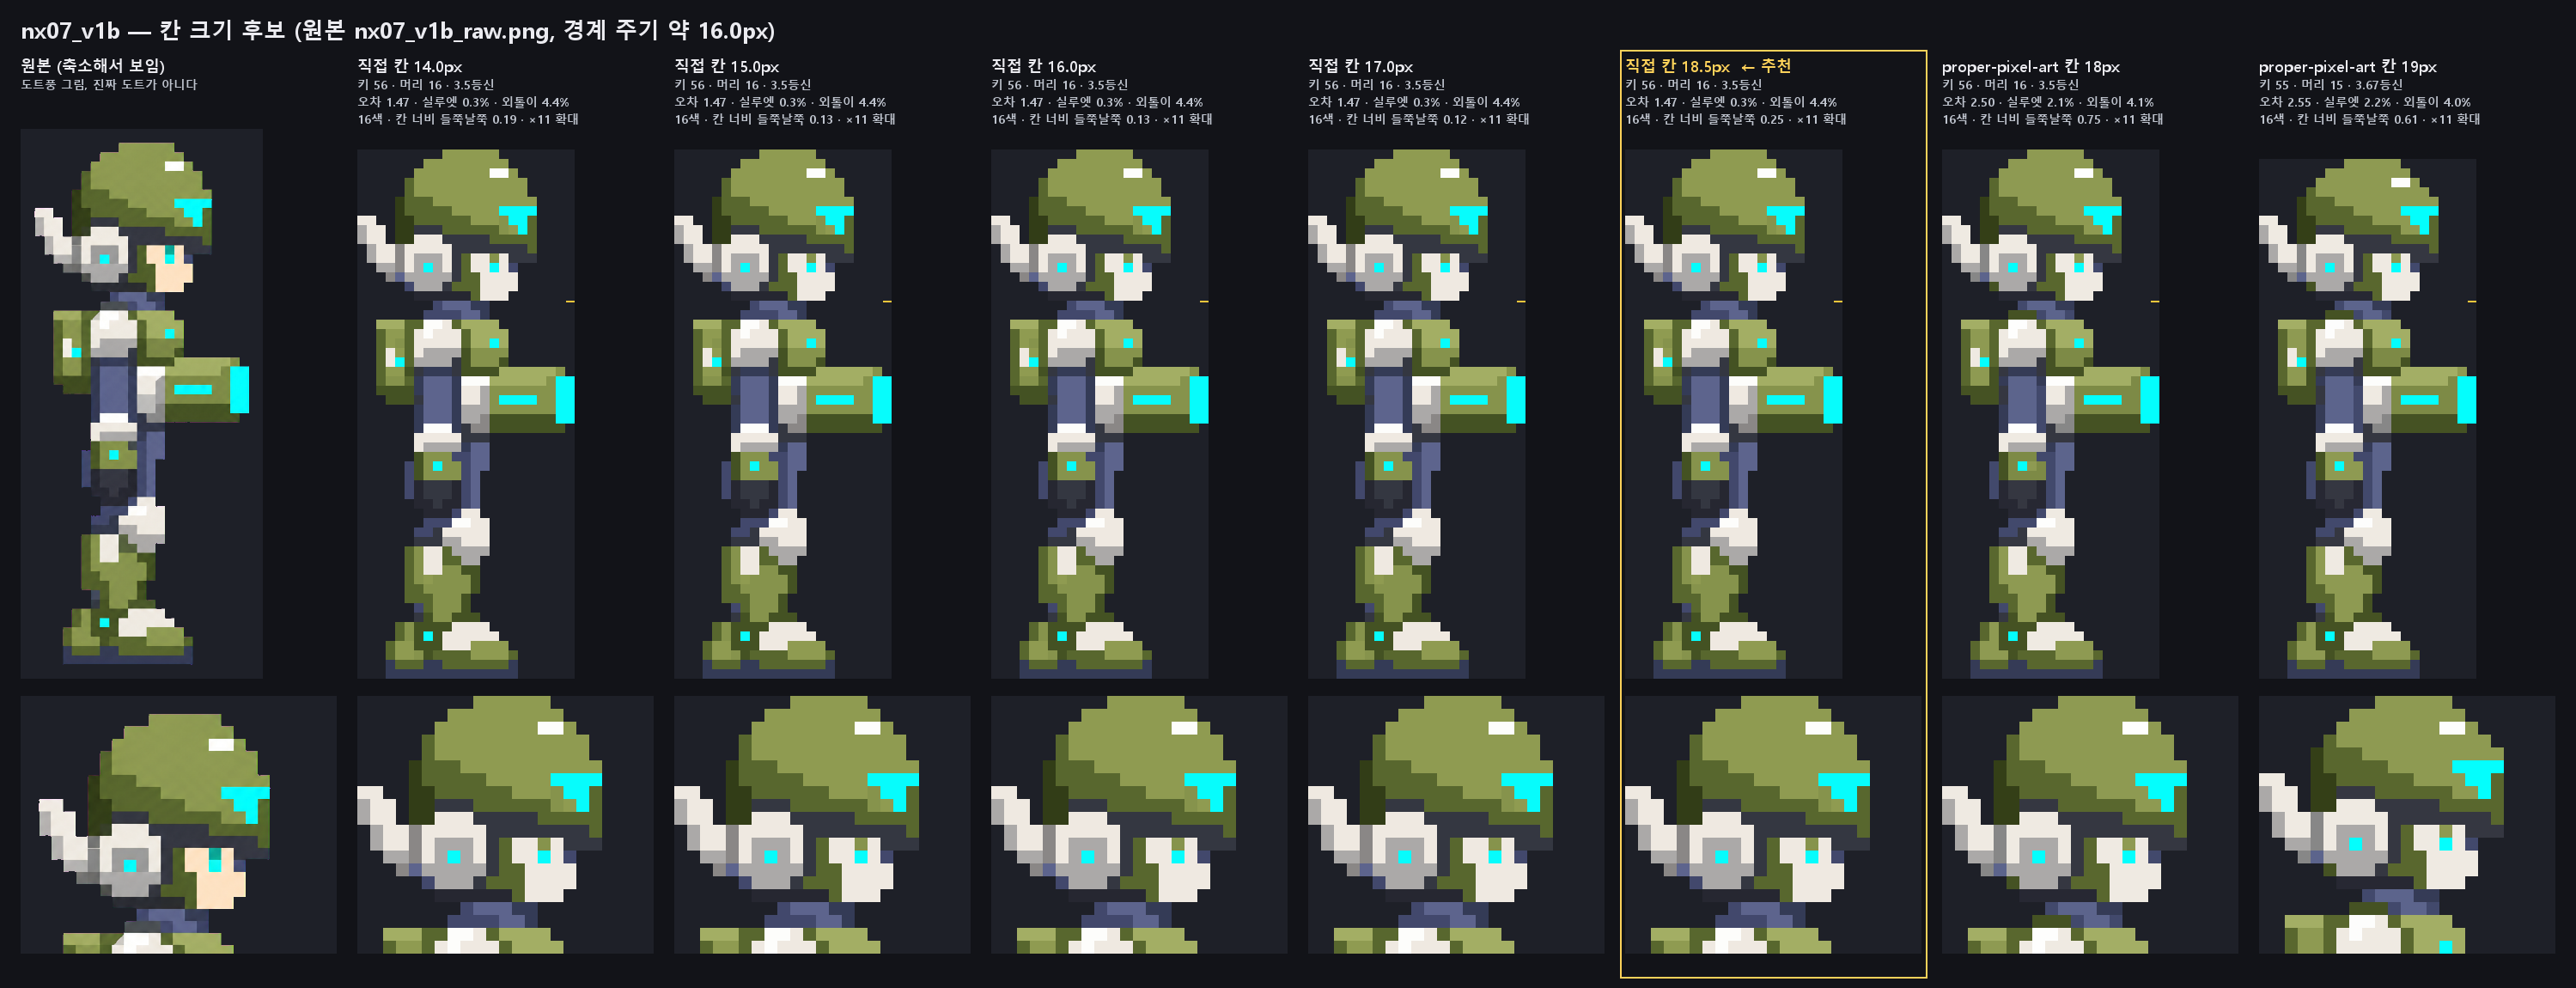 nx07_v1b — 칸 크기 후보 (원본 nx07_v1b_raw.png, 경계 주기 약 16.0px)
원본 (축소해서 보임)
도트풍 그림, 진짜 도트가 아니다
직접 칸 14.0px
키 56 · 머리 16 · 3.5등신
오차 1.47 · 실루엣 0.3% · 외톨이 4.4%
16색 · 칸 너비 들쭉날쭉 0.19 · ×11 확대
직접 칸 15.0px
키 56 · 머리 16 · 3.5등신
오차 1.47 · 실루엣 0.3% · 외톨이 4.4%
16색 · 칸 너비 들쭉날쭉 0.13 · ×11 확대
직접 칸 16.0px
키 56 · 머리 16 · 3.5등신
오차 1.47 · 실루엣 0.3% · 외톨이 4.4%
16색 · 칸 너비 들쭉날쭉 0.13 · ×11 확대
직접 칸 17.0px
키 56 · 머리 16 · 3.5등신
오차 1.47 · 실루엣 0.3% · 외톨이 4.4%
16색 · 칸 너비 들쭉날쭉 0.12 · ×11 확대
직접 칸 18.5px ← 추천
키 56 · 머리 16 · 3.5등신
오차 1.47 · 실루엣 0.3% · 외톨이 4.4%
16색 · 칸 너비 들쭉날쭉 0.25 · ×11 확대
proper-pixel-art 칸 18px
키 56 · 머리 16 · 3.5등신
오차 2.50 · 실루엣 2.1% · 외톨이 4.1%
16색 · 칸 너비 들쭉날쭉 0.75 · ×11 확대
proper-pixel-art 칸 19px
키 55 · 머리 15 · 3.67등신
오차 2.55 · 실루엣 2.2% · 외톨이 4.0%
16색 · 칸 너비 들쭉날쭉 0.61 · ×11 확대